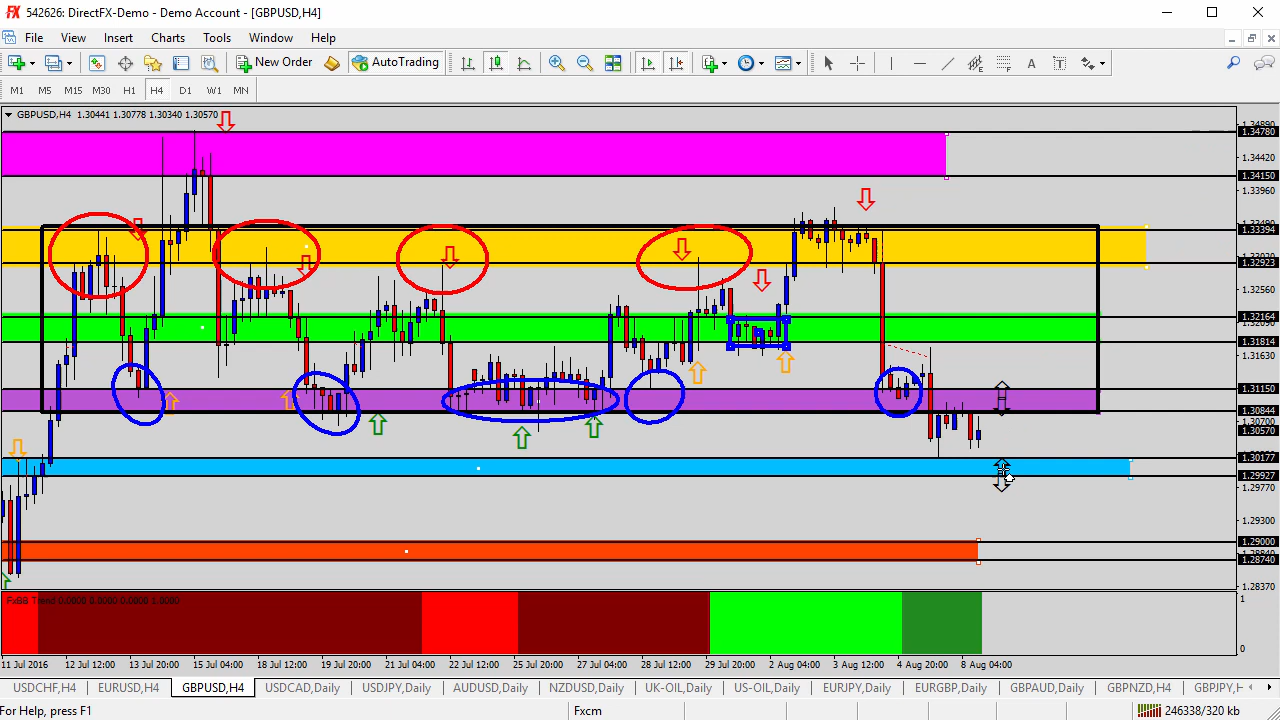 542626: DirectFX-Demo - Demo Account - [GBPUSD,H4]
File View Insert Charts Tools Window Help
New Order AutoTrading
M1 M5 M15 M30 H1 H4 D1 W1 MN
GBPUSD,H4 1.30441 1.30778 1.30340 1.30570
1.34780
1.34420
1.34150
1.33960
1.33394
1.32923
1.32560
1.32164
1.31814
1.31630
1.31150
1.30844
1.30570
1.30177
1.29927
1.29770
1.29300
1.29000
1.28740
1.28370
FxBB Trend 0.0000 0.0000 0.0000 1.0000
1
0
11 Jul 2016 12 Jul 12:00 13 Jul 20:00 15 Jul 04:00 18 Jul 12:00 19 Jul 20:00 21 Jul 04:00 22 Jul 12:00 25 Jul 20:00 27 Jul 04:00 28 Jul 12:00 29 Jul 20:00 2 Aug 04:00 3 Aug 12:00 4 Aug 20:00 8 Aug 04:00
USDCHF,H4 EURUSD,H4 GBPUSD,H4 USDCAD,Daily USDJPY,Daily AUDUSD,Daily NZDUSD,Daily UK-OIL,Daily US-OIL,Daily EURJPY,Daily EURGBP,Daily GBPAUD,Daily GBPNZD,H4 GBPJPY,H
For Help, press F1 Fxcm 246338/320 kb